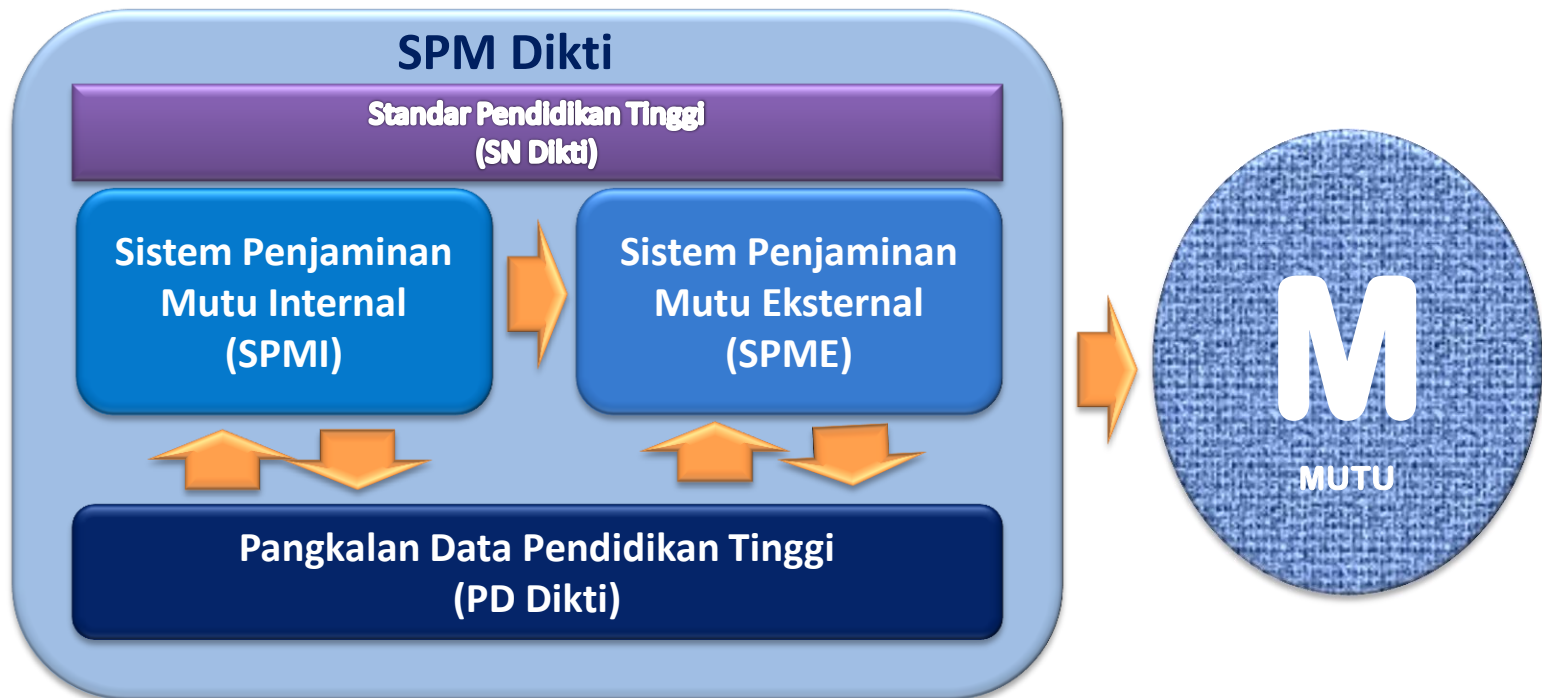 SPM Dikti
Standar Pendidikan Tinggi
(SN Dikti)
Sistem Penjaminan
Mutu Internal
(SPMI)
Sistem Penjaminan
Mutu Eksternal
(SPME)
Pangkalan Data Pendidikan Tinggi
(PD Dikti)
M
MUTU